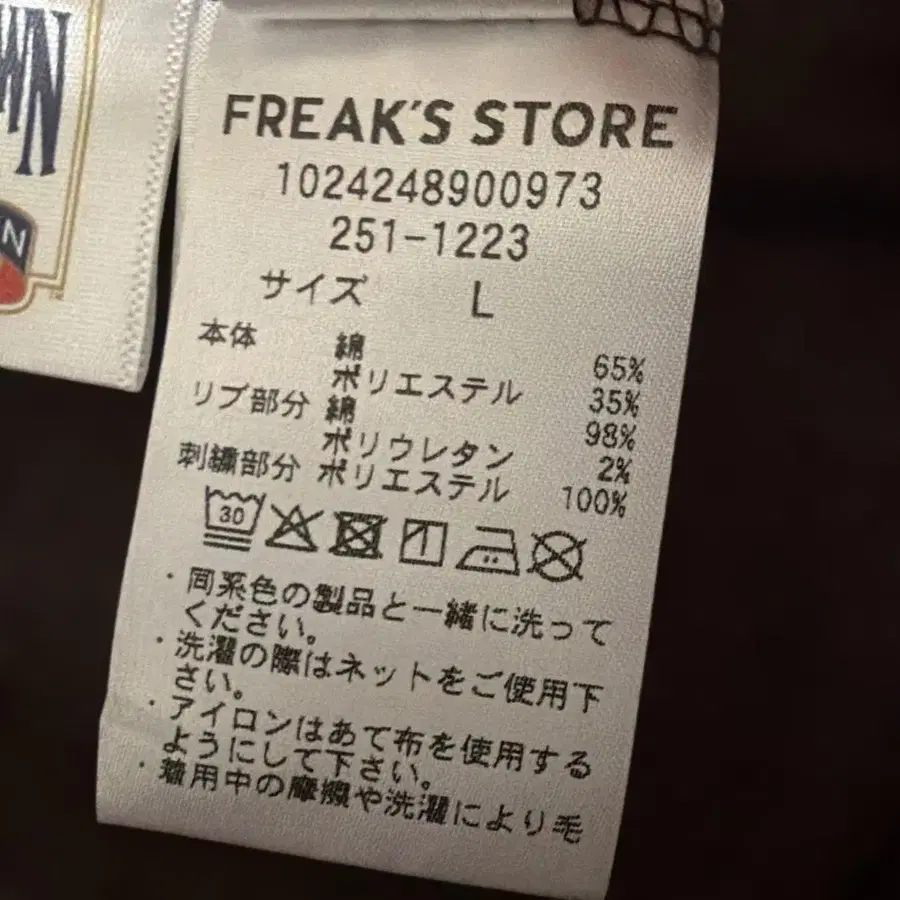 FREAK'S STORE
1024248900973
251-1223
サイズ L
本体 綿 65%
ポリエステル 35%
リブ部分 綿 98%
ポリウレタン 2%
刺繍部分 ポリエステル 100%
30
・同系色の製品と一緒に洗って
ください。
・洗濯の際はネットをご使用下
さい。
・アイロンはあて布を使用する
ようにして下さい。
・着用中の摩擦や洗濯により毛